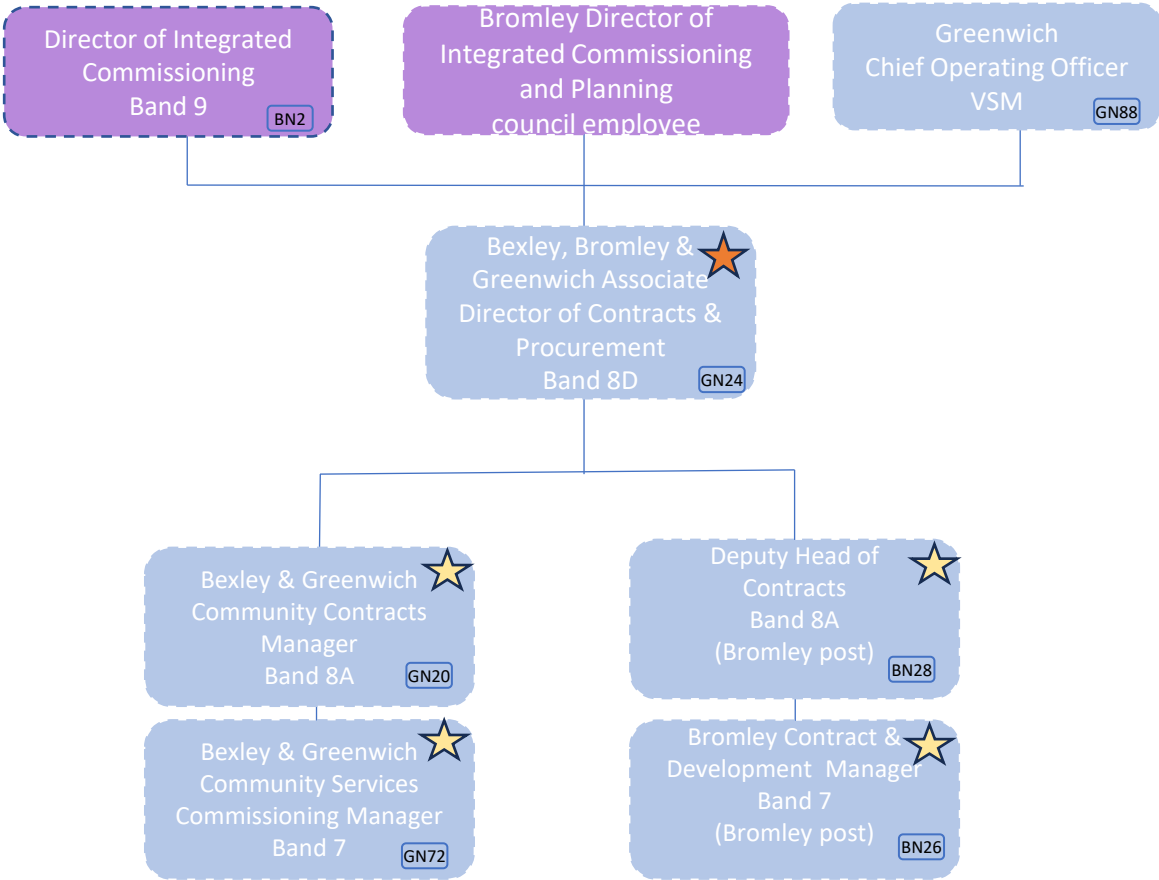 Director of Integrated
Commissioning
Band 9
BN2
Bromley Director of
Integrated Commissioning
and Planning
council employee
Greenwich
Chief Operating Officer
VSM
GN88
Bexley, Bromley &
Greenwich Associate
Director of Contracts &
Procurement
Band 8D
GN24
Bexley & Greenwich
Community Contracts
Manager
Band 8A
GN20
Deputy Head of
Contracts
Band 8A
(Bromley post)
BN28
Bexley & Greenwich
Community Services
Commissioning Manager
Band 7
GN72
Bromley Contract &
Development Manager
Band 7
(Bromley post)
BN26